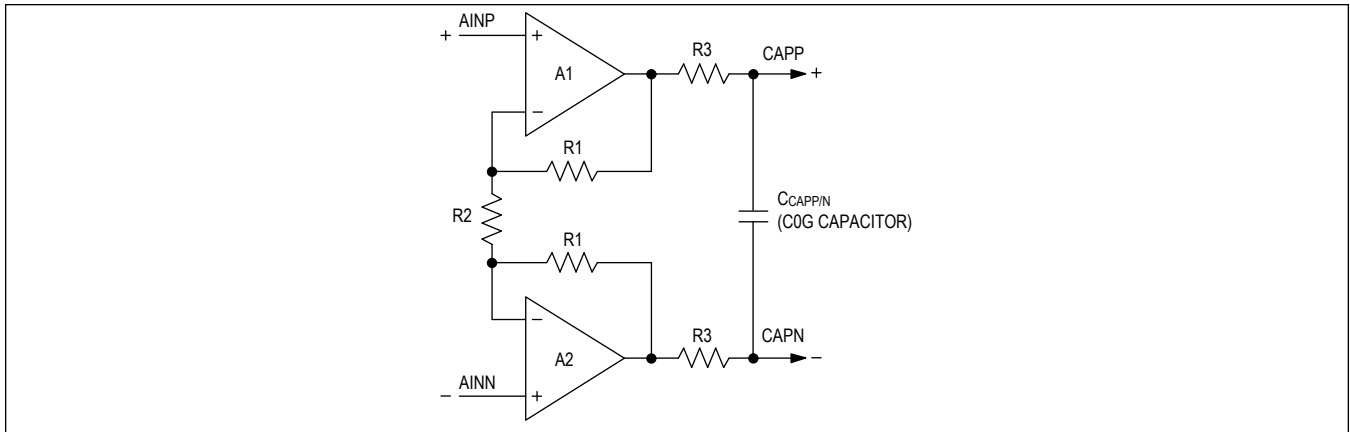 AINP
+
+
A1
−
R3
CAPP
+
R1
R2
CCAPP/N
(C0G CAPACITOR)
R1
−
A2
R3
CAPN
−
AINN
−
+